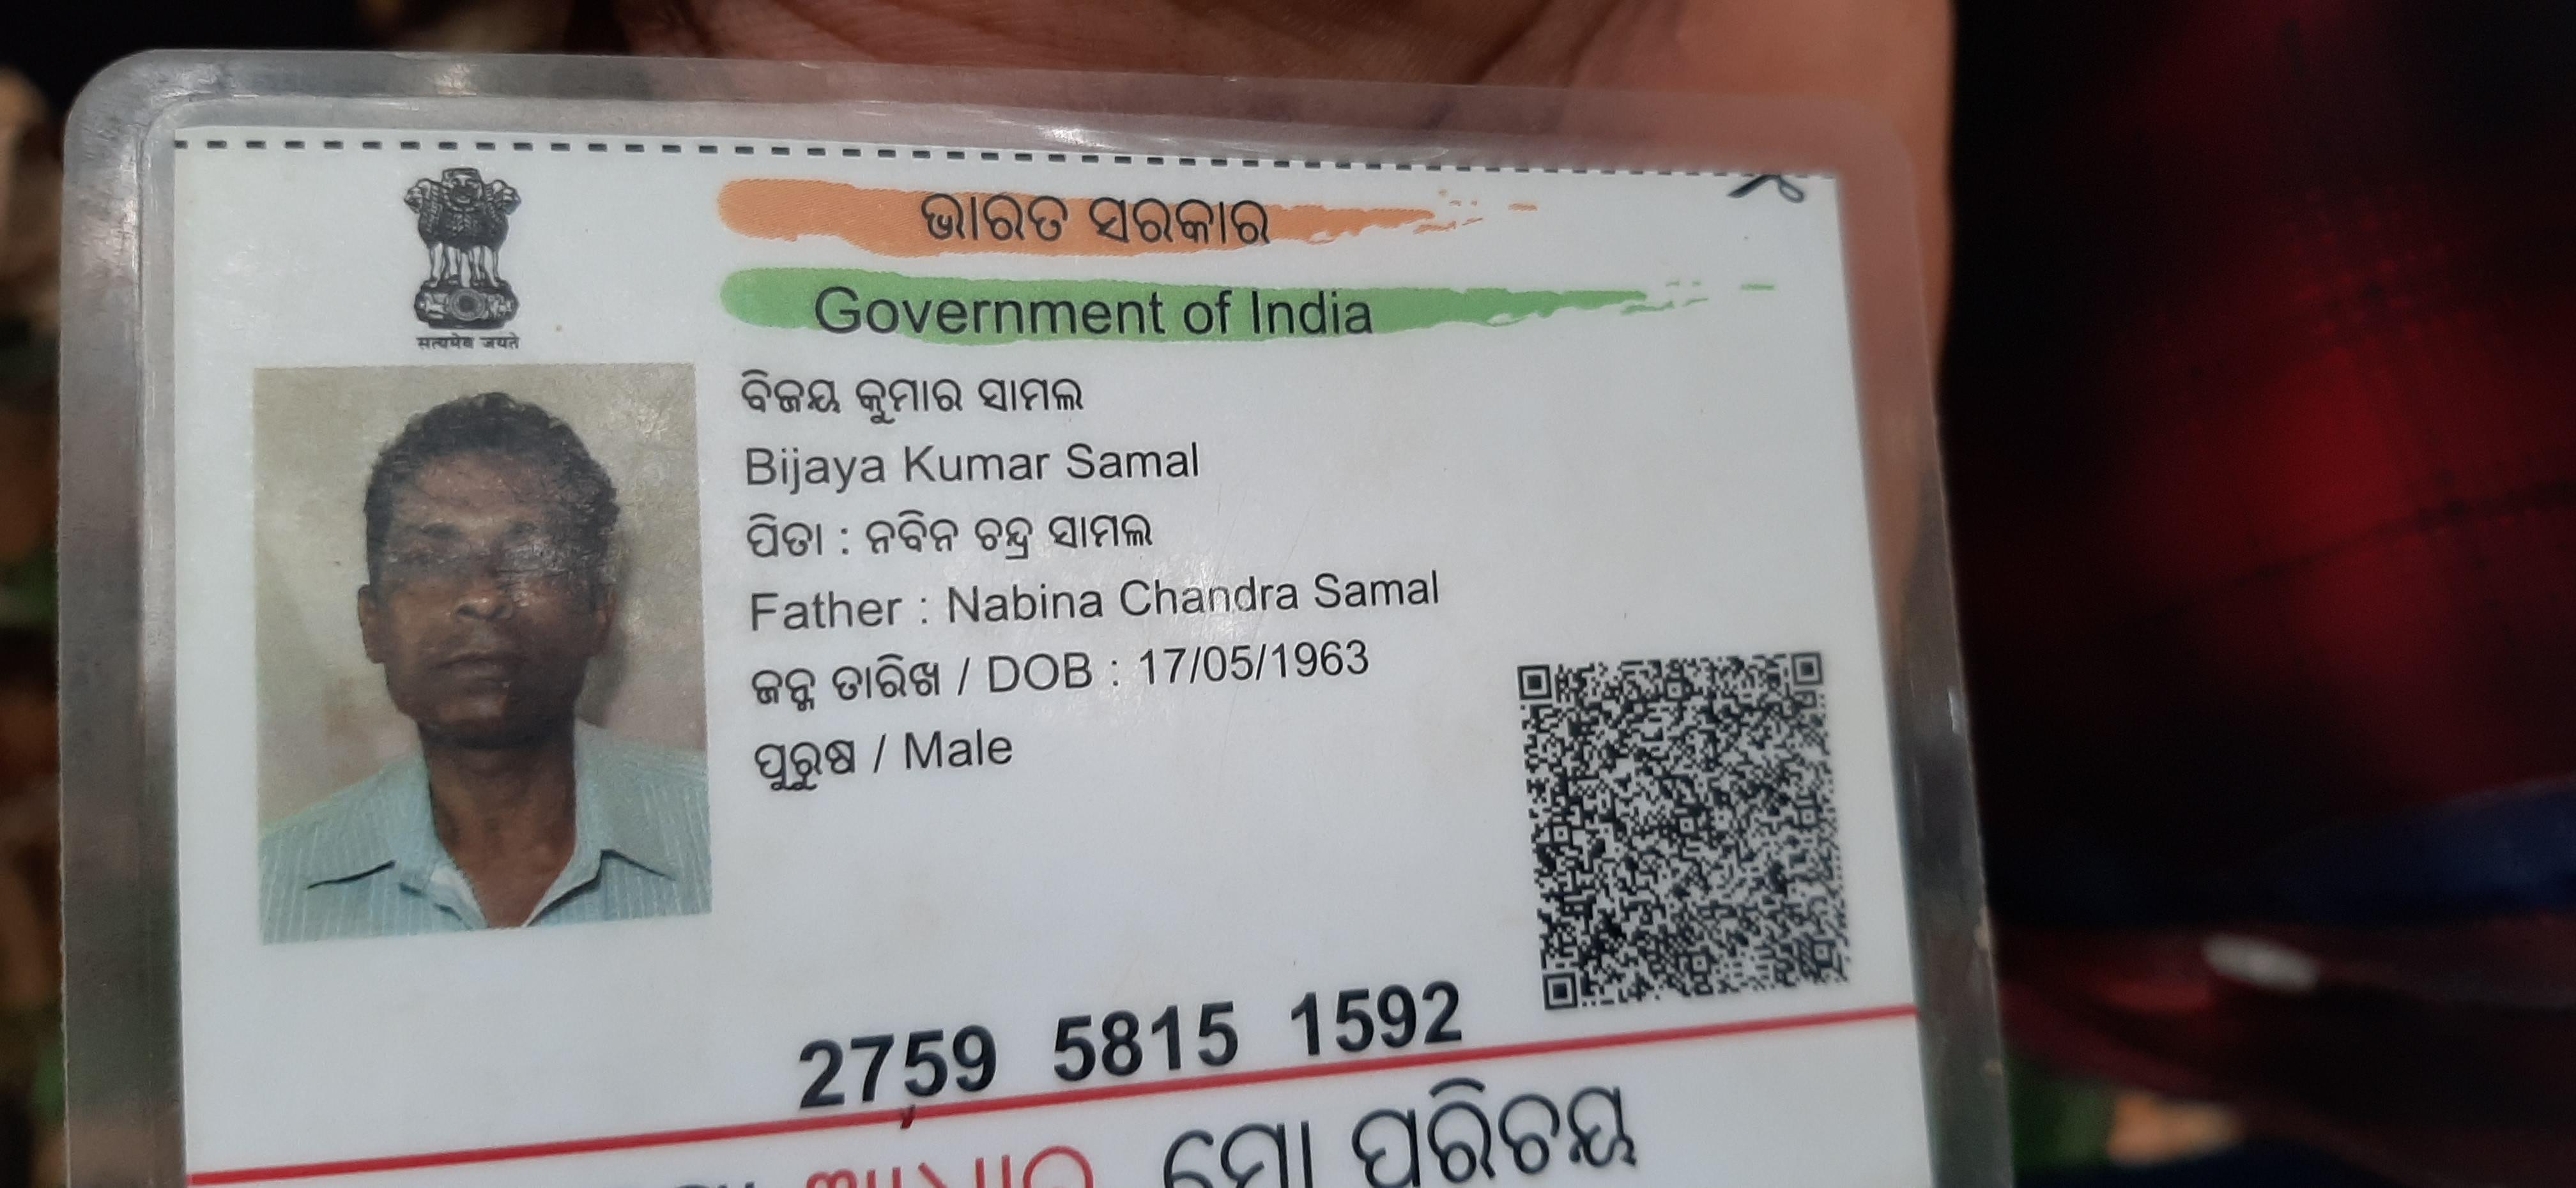 ଭାରତ ସରକାର
Government of India
सत्यमेव जयते
ବିଜୟ କୁମାର ସାମଲ
Bijaya Kumar Samal
ପିତା : ନବିନ ଚନ୍ଦ୍ର ସାମଲ
Father : Nabina Chandra Samal
ଜନ୍ମ ତାରିଖ / DOB : 17/05/1963
ପୁରୁଷ / Male
2759 5815 1592
ମୋ ପରିଚୟ